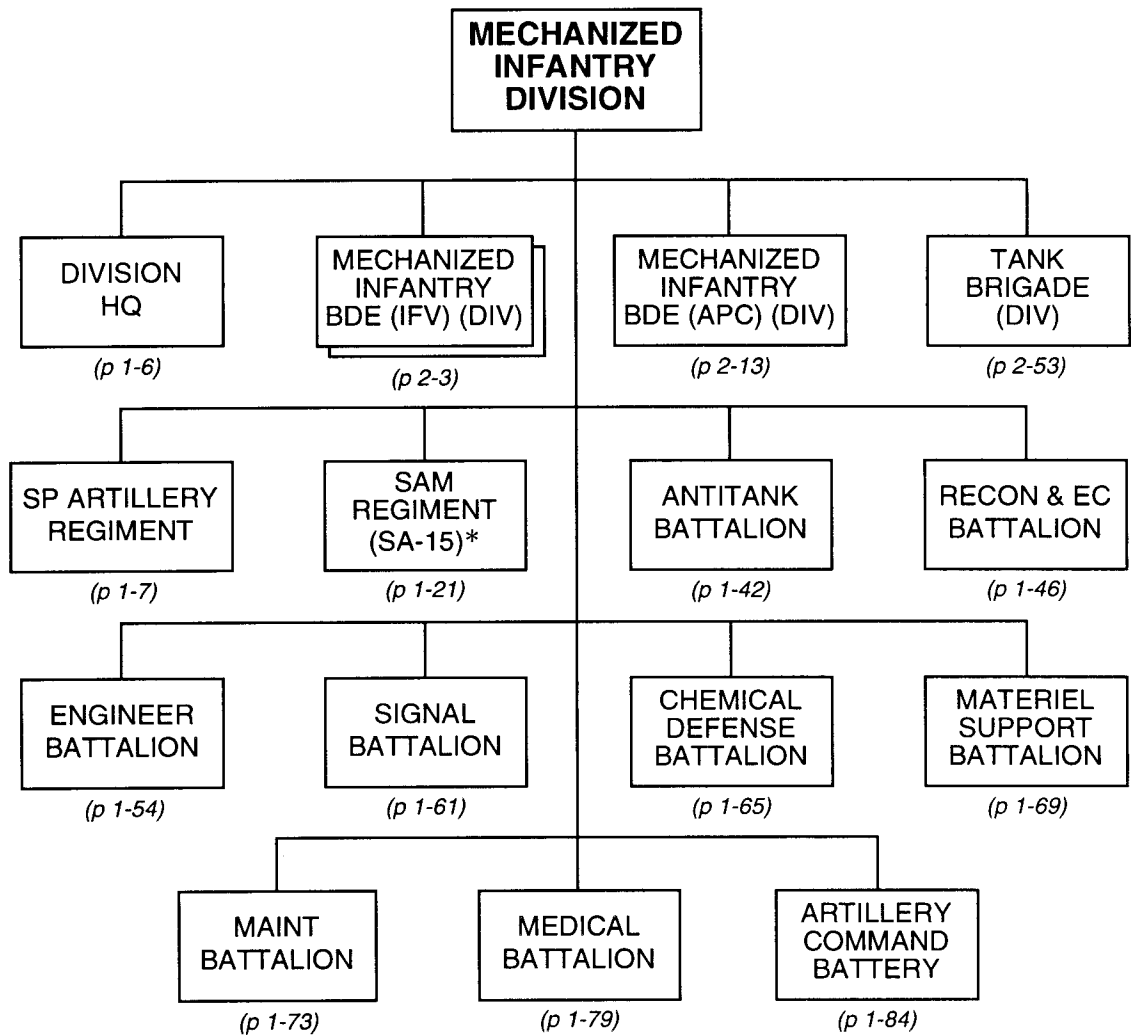 MECHANIZED
INFANTRY
DIVISION
DIVISION
HQ
(p 1-6)
MECHANIZED
INFANTRY
BDE (IFV) (DIV)
(p 2-3)
MECHANIZED
INFANTRY
BDE (APC) (DIV)
(p 2-13)
TANK
BRIGADE
(DIV)
(p 2-53)
SP ARTILLERY
REGIMENT
(p 1-7)
SAM
REGIMENT
(SA-15)*
(p 1-21)
ANTITANK
BATTALION
(p 1-42)
RECON & EC
BATTALION
(p 1-46)
ENGINEER
BATTALION
(p 1-54)
SIGNAL
BATTALION
(p 1-61)
CHEMICAL
DEFENSE
BATTALION
(p 1-65)
MATERIEL
SUPPORT
BATTALION
(p 1-69)
MAINT
BATTALION
(p 1-73)
MEDICAL
BATTALION
(p 1-79)
ARTILLERY
COMMAND
BATTERY
(p 1-84)